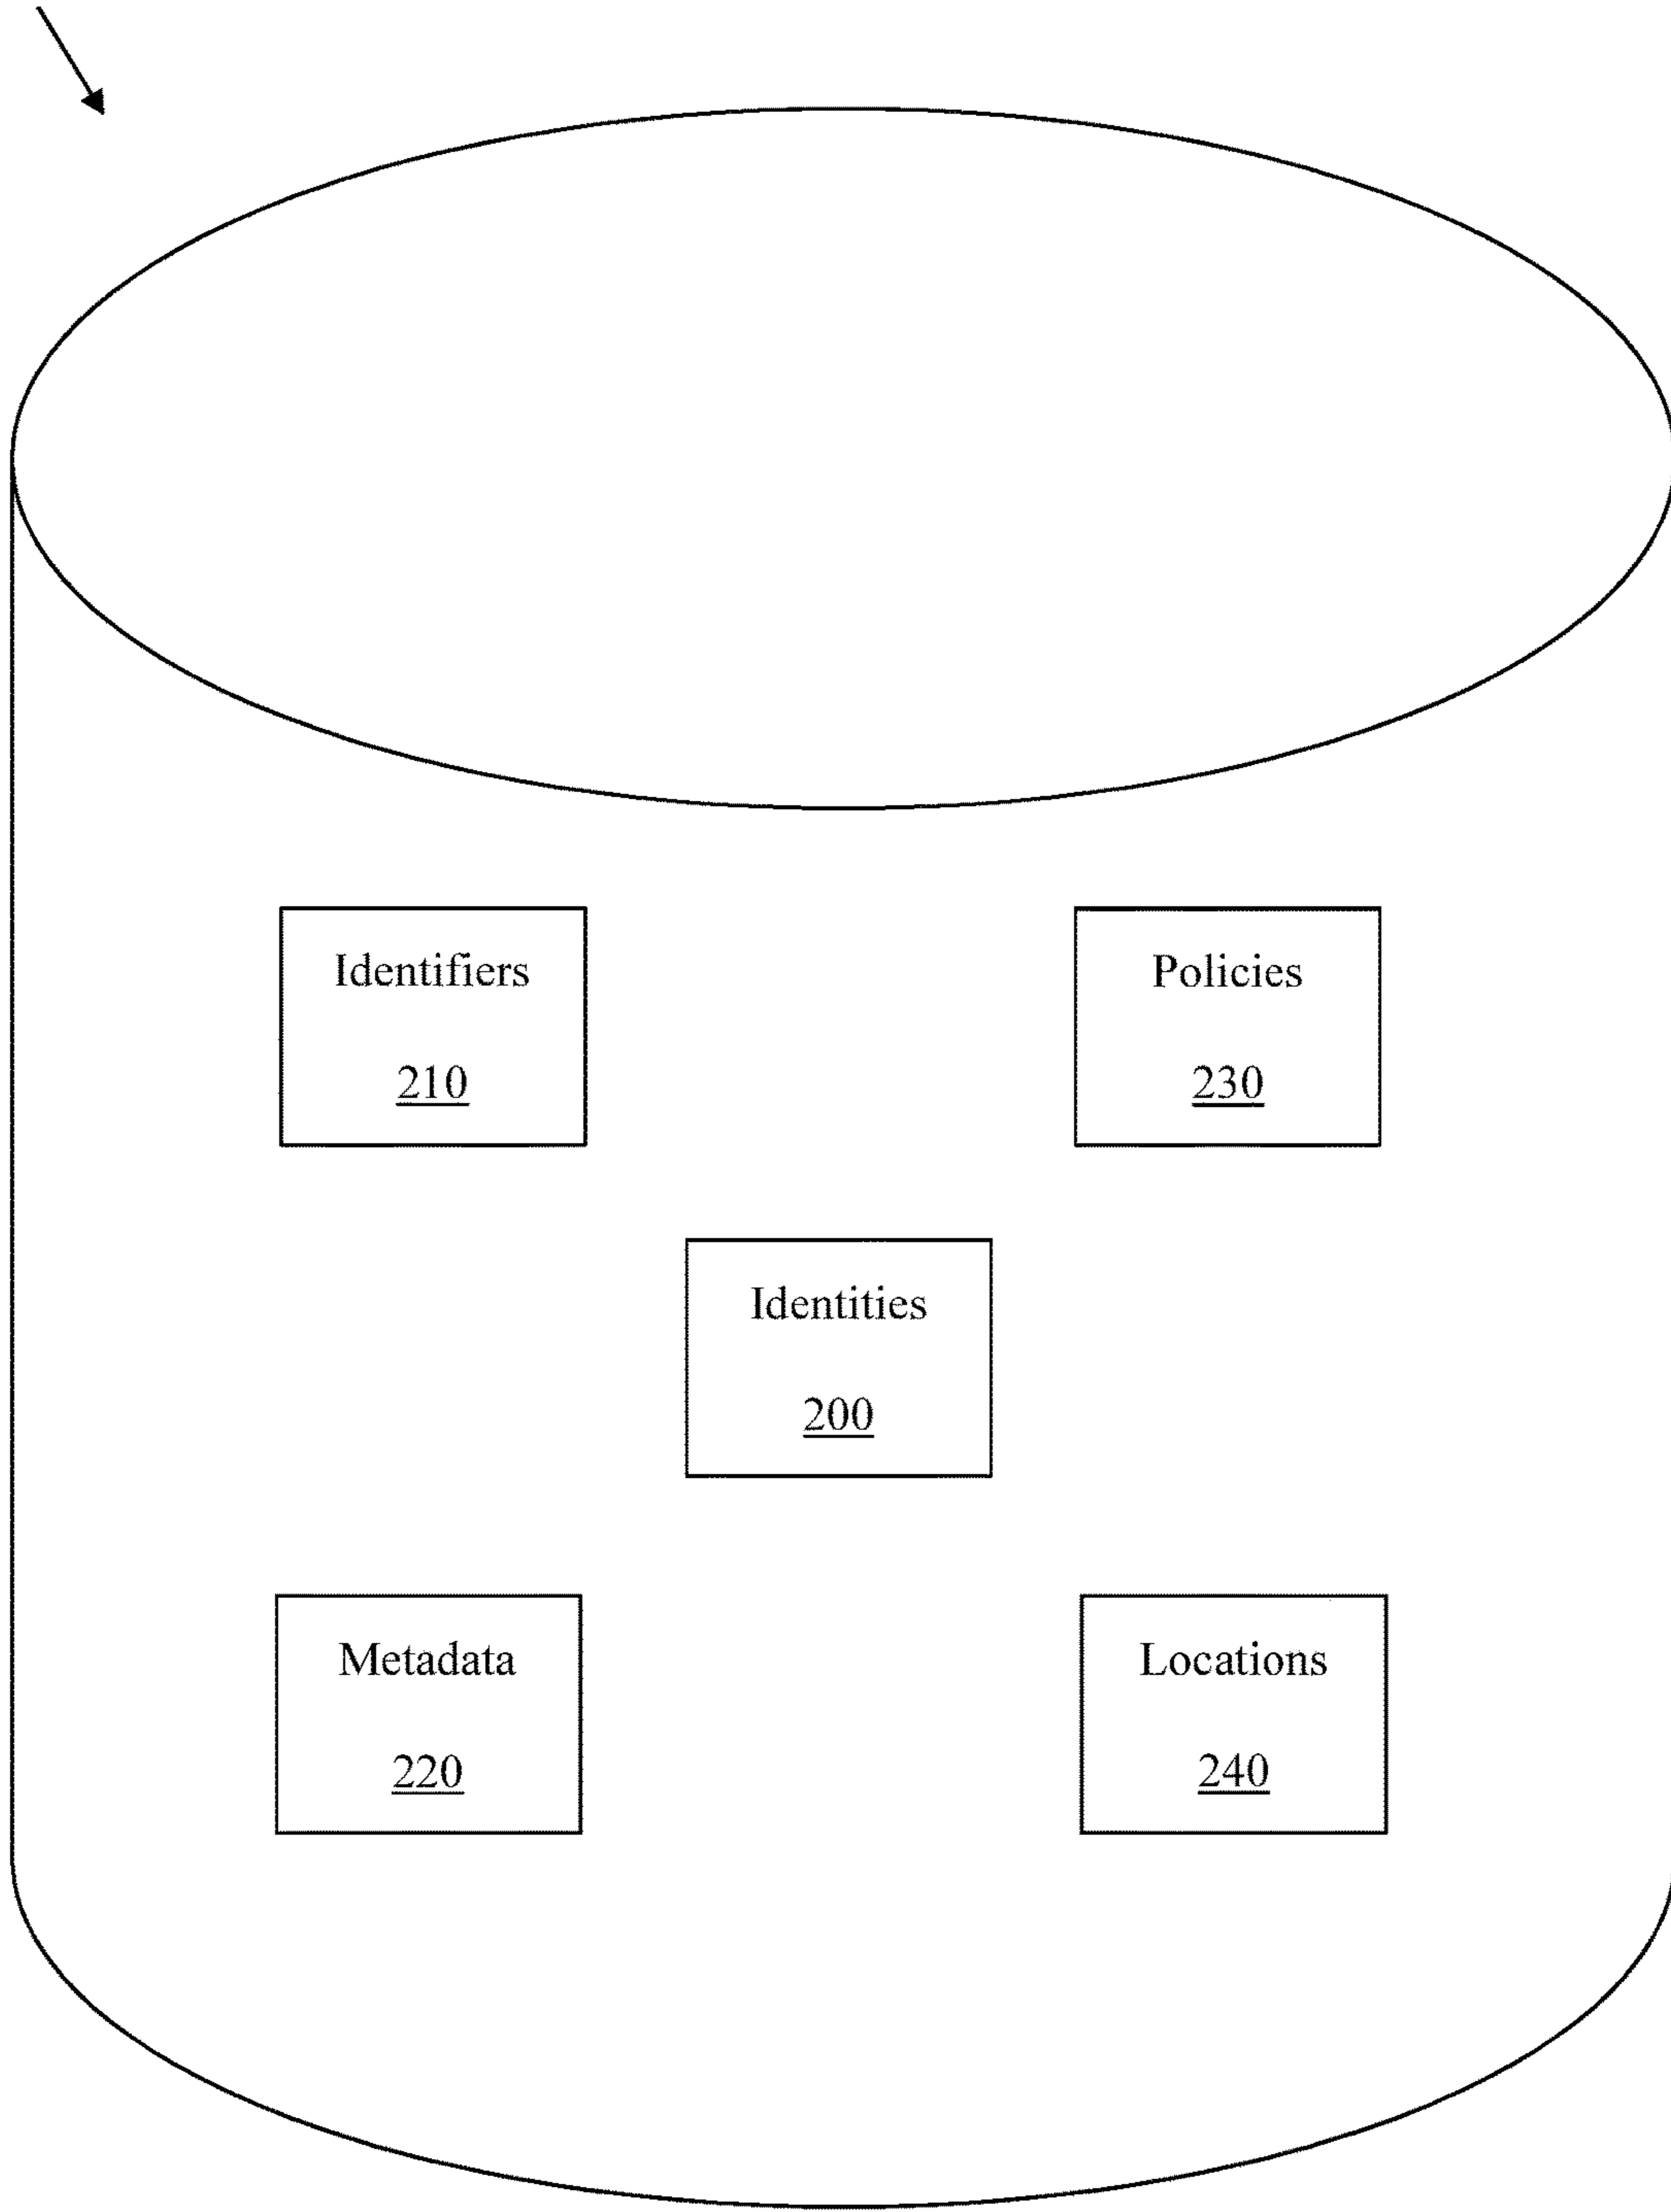 Identifiers
210
Policies
230
Identities
200
Metadata
220
Locations
240